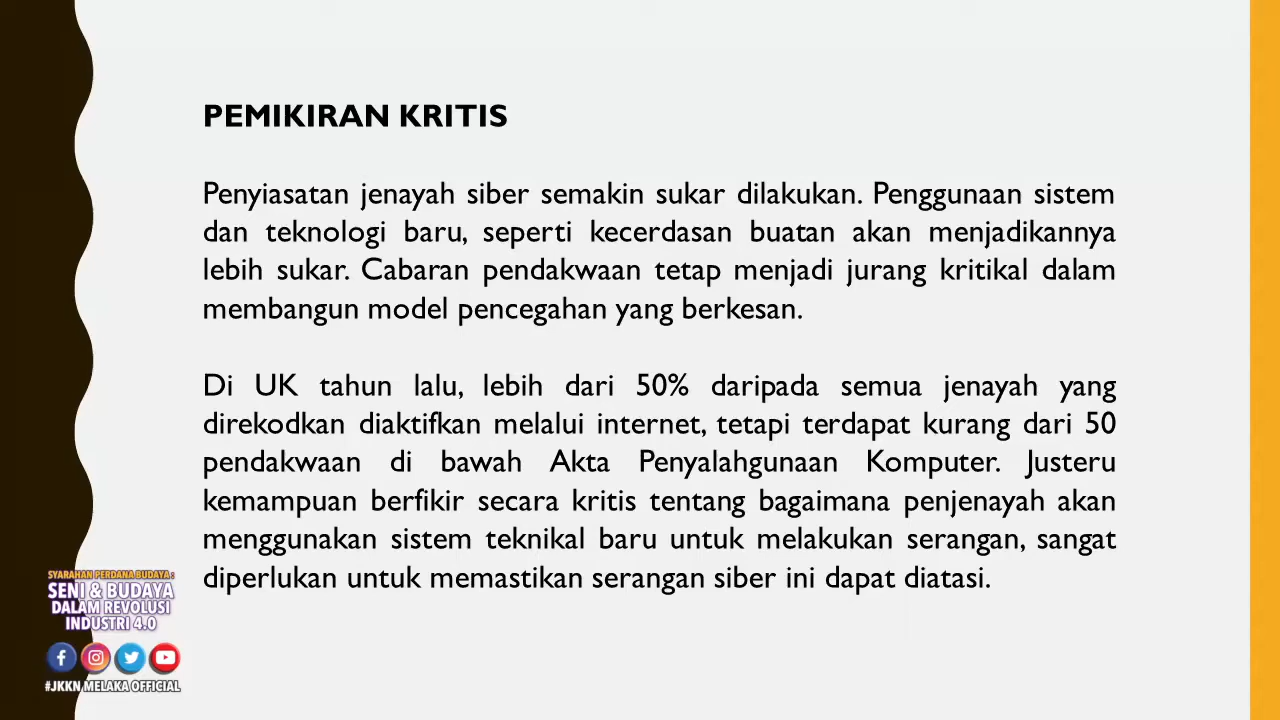 PEMIKIRAN KRITIS
Penyiasatan jenayah siber semakin sukar dilakukan. Penggunaan sistem
dan teknologi baru, seperti kecerdasan buatan akan menjadikannya
lebih sukar. Cabaran pendakwaan tetap menjadi jurang kritikal dalam
membangun model pencegahan yang berkesan.
Di UK tahun lalu, lebih dari 50% daripada semua jenayah yang
direkodkan diaktifkan melalui internet, tetapi terdapat kurang dari 50
pendakwaan di bawah Akta Penyalahgunaan Komputer. Justeru
kemampuan berfikir secara kritis tentang bagaimana penjenayah akan
menggunakan sistem teknikal baru untuk melakukan serangan, sangat
diperlukan untuk memastikan serangan siber ini dapat diatasi.
SYARAHAN PERDANA BUDAYA :
SENI & BUDAYA
DALAM REVOLUSI
INDUSTRI 4.0
#JKKN MELAKA OFFICIAL